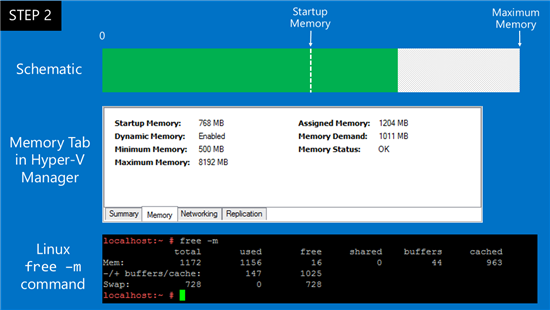 STEP 2
Startup Memory
Maximum Memory
0
Schematic
Memory Tab in Hyper-V Manager
Startup Memory: 768 MB Assigned Memory: 1204 MB
Dynamic Memory: Enabled Memory Demand: 1011 MB
Minimum Memory: 500 MB Memory Status: OK
Maximum Memory: 8192 MB
Summary Memory Networking Replication
Linux free -m command
localhost:~ # free -m
total used free shared buffers cached
Mem: 1172 1156 16 0 44 963
-/+ buffers/cache: 147 1025
Swap: 728 0 728
localhost:~ #